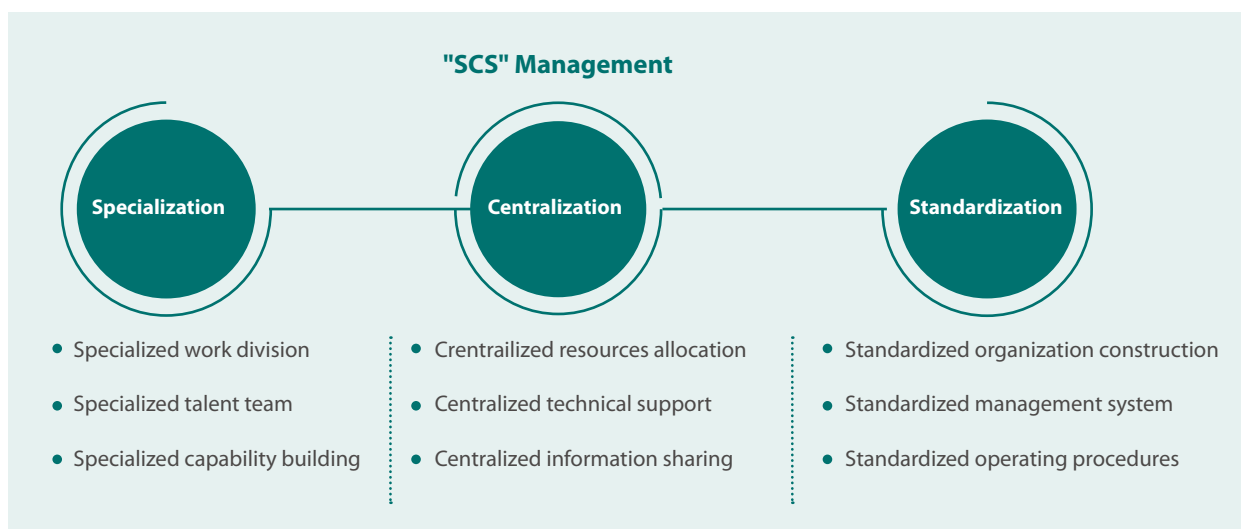 "SCS" Management
Specialization
Centralization
Standardization
Specialized work division
Specialized talent team
Specialized capability building
Crentrailized resources allocation
Centralized technical support
Centralized information sharing
Standardized organization construction
Standardized management system
Standardized operating procedures